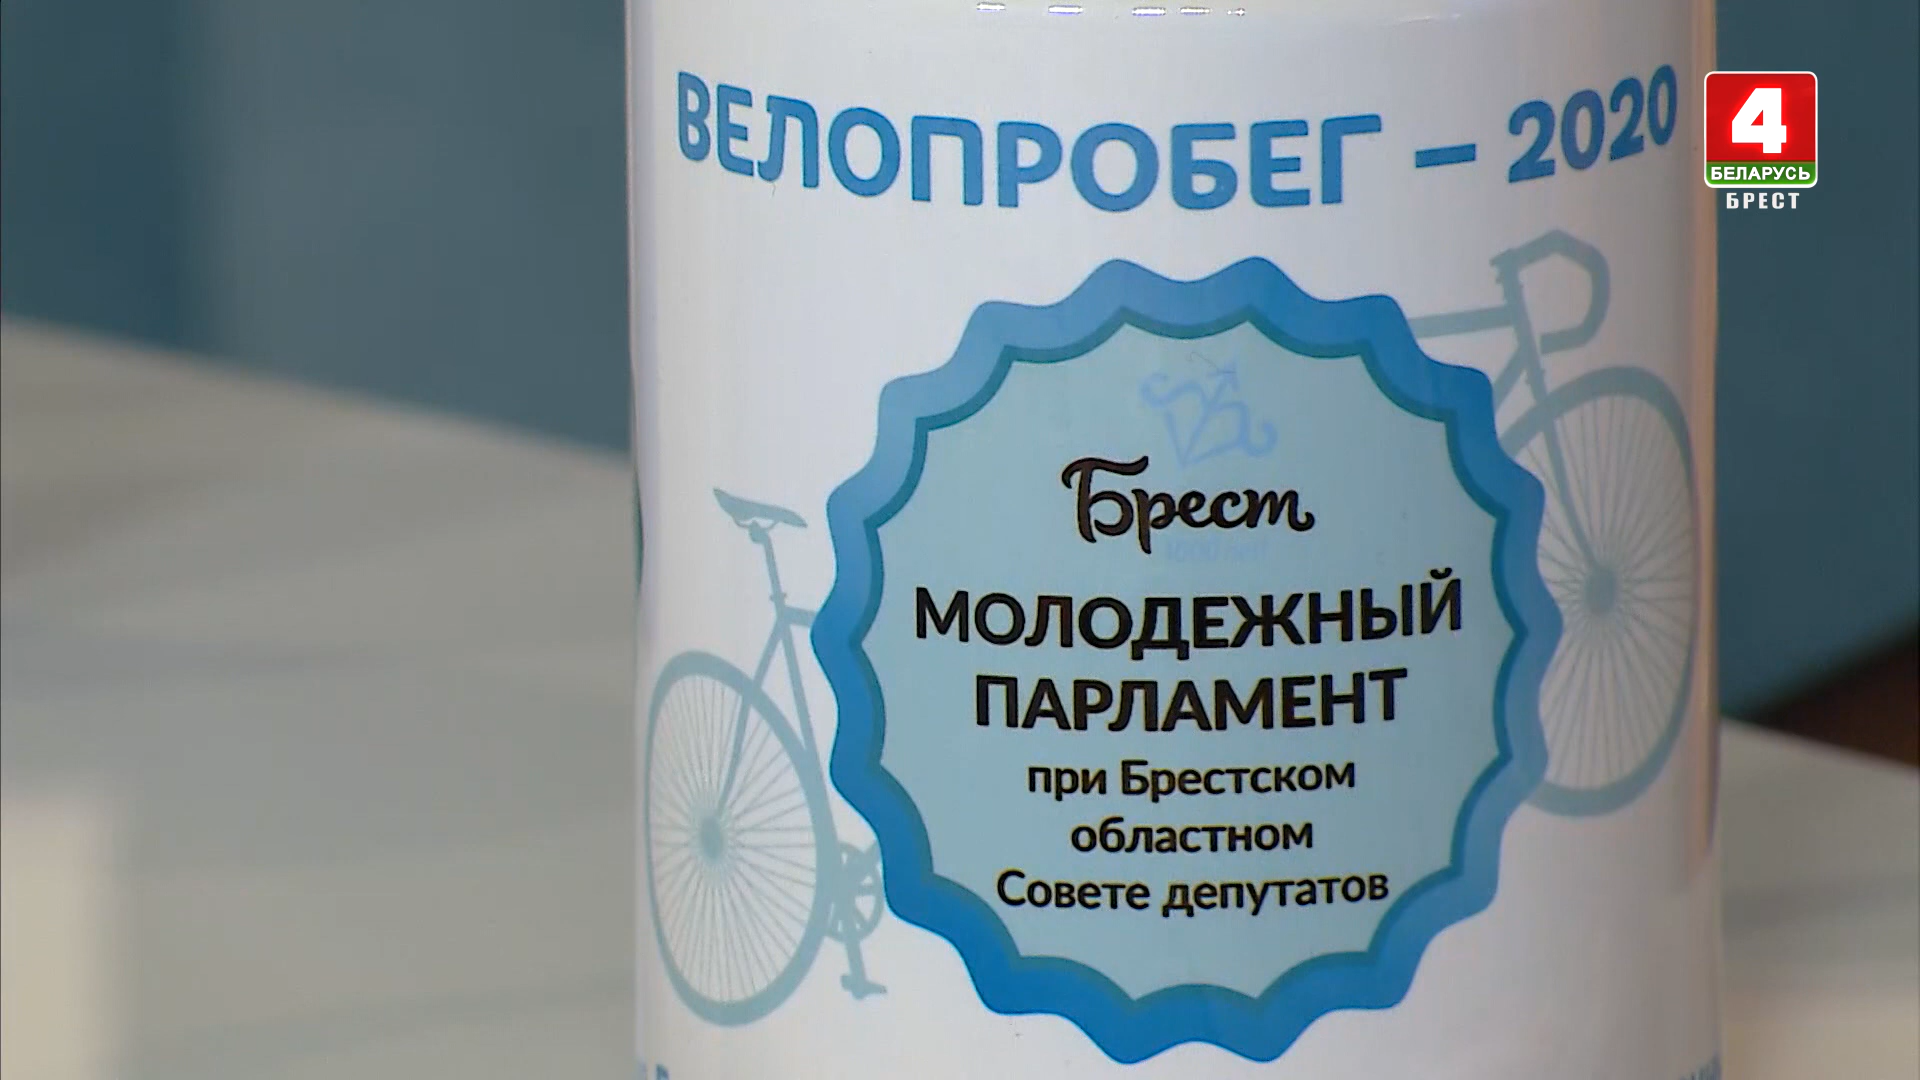 ВЕЛОПРОБЕГ – 2020
4
БЕЛАРУСЬ
БРЕСТ
Брест
МОЛОДЕЖНЫЙ
ПАРЛАМЕНТ
при Брестском
областном
Совете депутатов